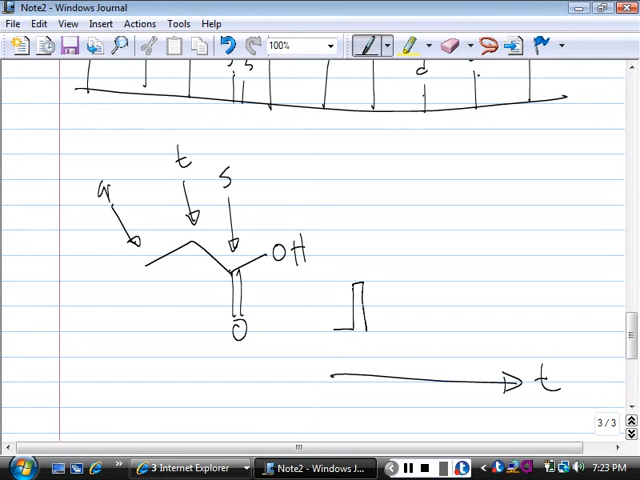 Note2 - Windows Journal
File Edit View Insert Actions Tools Help
100%
s
d
t
s
q
OH
O
t
3 / 3
3 Internet Explorer
Note2 - Windows J...
7:23 PM